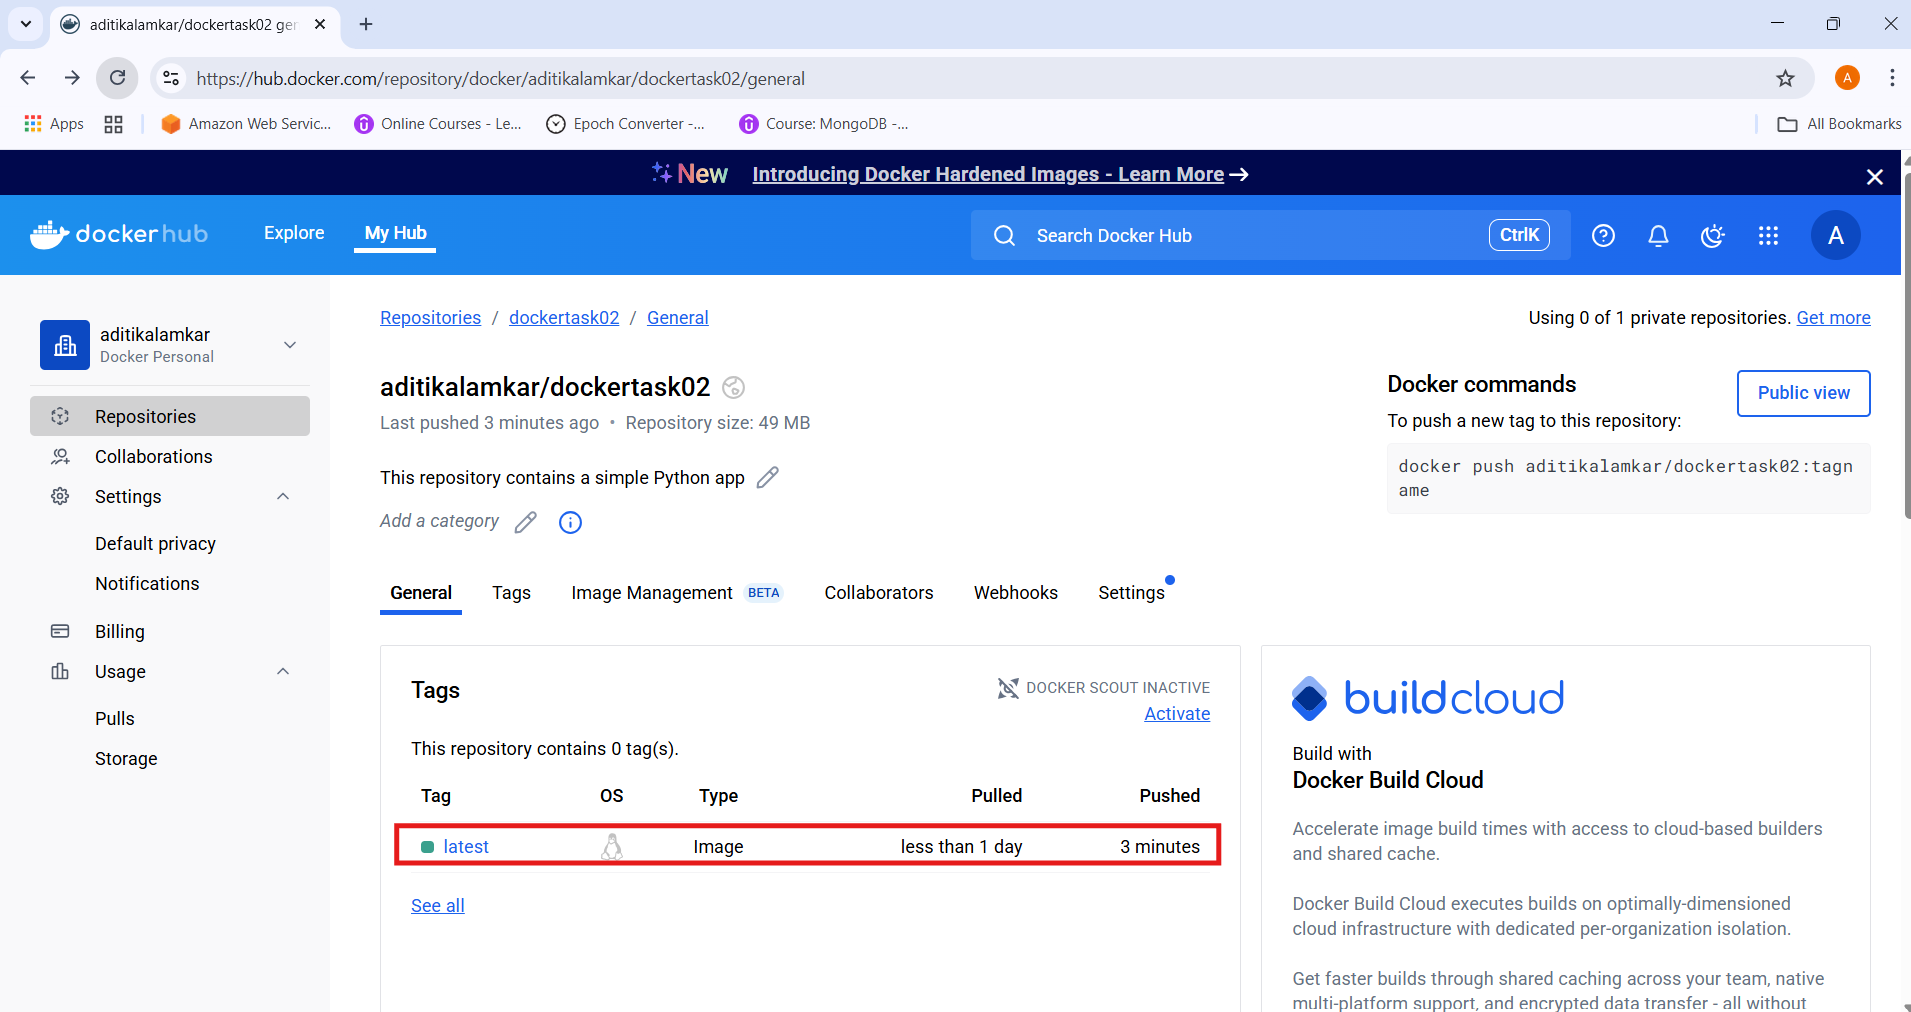 aditikalamkar/dockertask02 ger
https://hub.docker.com/repository/docker/aditikalamkar/dockertask02/general
A
Apps
Amazon Web Servic...
Online Courses - Le...
Epoch Converter -...
Course: MongoDB -...
All Bookmarks
New Introducing Docker Hardened Images - Learn More
docker hub
Explore
My Hub
Search Docker Hub
CtrlK
A
aditikalamkar
Docker Personal
Repositories
Collaborations
Settings
Default privacy
Notifications
Billing
Usage
Pulls
Storage
Repositories / dockertask02 / General
Using 0 of 1 private repositories. Get more
aditikalamkar/dockertask02
Last pushed 3 minutes ago • Repository size: 49 MB
This repository contains a simple Python app
Add a category
Docker commands
Public view
To push a new tag to this repository:
docker push aditikalamkar/dockertask02:tagn
ame
General Tags Image Management BETA Collaborators Webhooks Settings
Tags
DOCKER SCOUT INACTIVE
Activate
This repository contains 0 tag(s).
Tag OS Type Pulled Pushed
latest Image less than 1 day 3 minutes
See all
buildcloud
Build with
Docker Build Cloud
Accelerate image build times with access to cloud-based builders
and shared cache.
Docker Build Cloud executes builds on optimally-dimensioned
cloud infrastructure with dedicated per-organization isolation.
Get faster builds through shared caching across your team, native
multi-platform support, and encrypted data transfer - all without